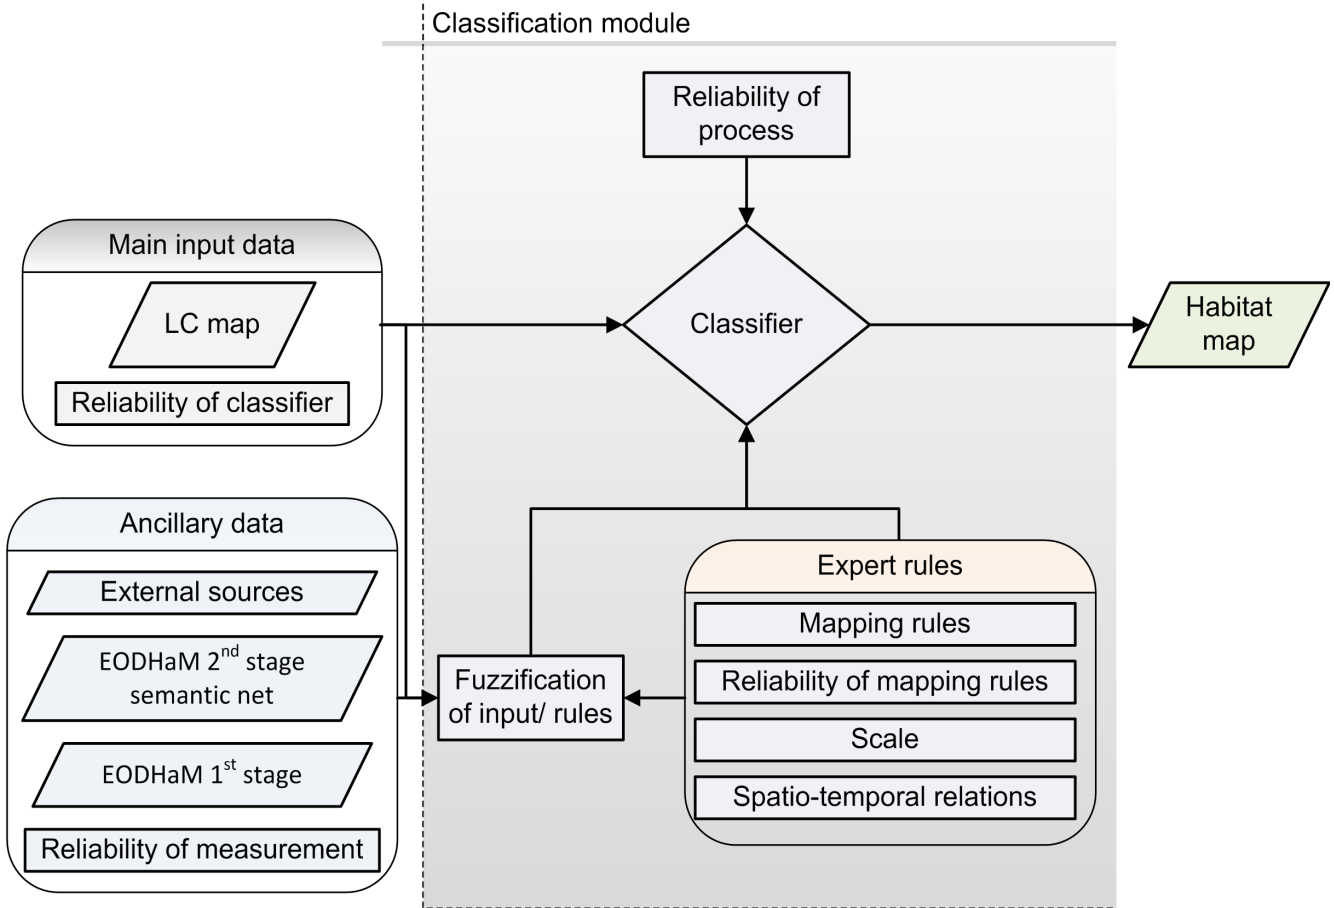 Classification module
Reliability of
process
Main input data
LC map
Reliability of classifier
Classifier
Habitat
map
Ancillary data
External sources
EODHaM 2nd stage
semantic net
EODHaM 1st stage
Reliability of measurement
Fuzzification
of input/ rules
Expert rules
Mapping rules
Reliability of mapping rules
Scale
Spatio-temporal relations